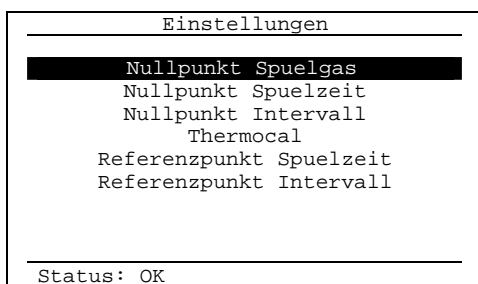 Einstellungen
Nullpunkt Spuelgas
Nullpunkt Spuelzeit
Nullpunkt Intervall
Thermocal
Referenzpunkt Spuelzeit
Referenzpunkt Intervall
Status: OK